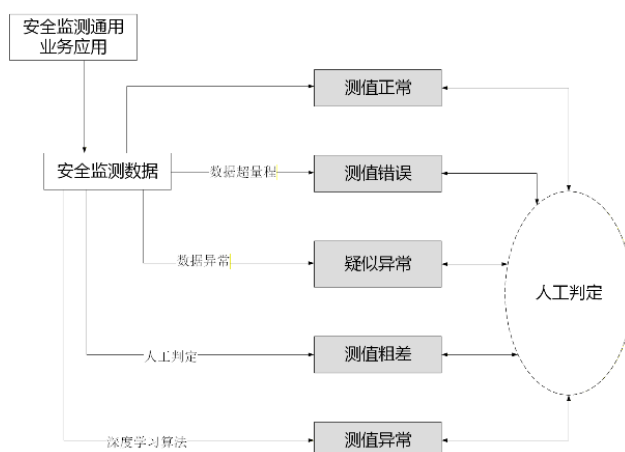 安全监测通用
业务应用
测值正常
安全监测数据
数据超量程
测值错误
数据异常
疑似异常
人工判定
人工判定
测值粗差
深度学习算法
测值异常